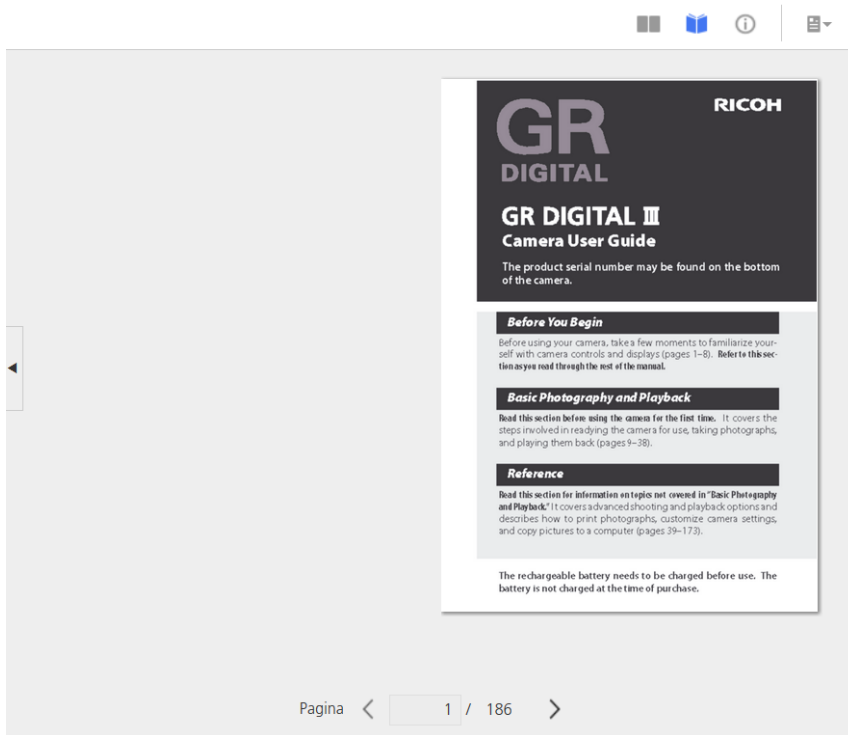 GR
DIGITAL
RICOH
GR DIGITAL III
Camera User Guide
The product serial number may be found on the bottom
of the camera.
Before You Begin
Before using your camera, take a few moments to familiarize your-
self with camera controls and displays (pages 1–8). Refer to this sec-
tion as you read through the rest of the manual.
Basic Photography and Playback
Read this section before using the camera for the first time. It covers the
steps involved in readying the camera for use, taking photographs,
and playing them back (pages 9–38).
Reference
Read this section for information on topics not covered in “Basic Photography
and Playback.” It covers advanced shooting and playback options and
describes how to print photographs, customize camera settings,
and copy pictures to a computer (pages 39–173).
The rechargeable battery needs to be charged before use. The
battery is not charged at the time of purchase.
Pagina 1 / 186